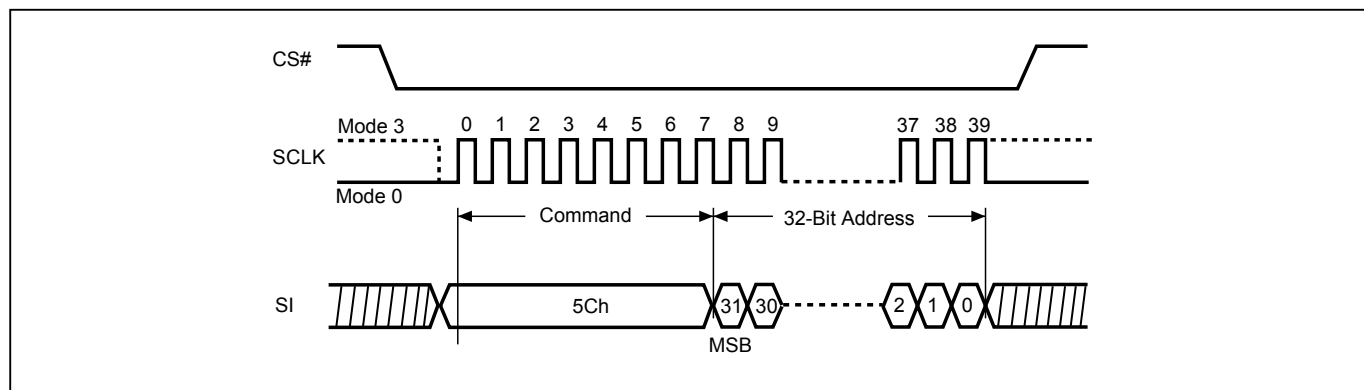 CS#
Mode 3
0 1 2 3 4 5 6 7 8 9 37 38 39
SCLK
Mode 0
Command 32-Bit Address
SI 5Ch 31 30 2 1 0
MSB